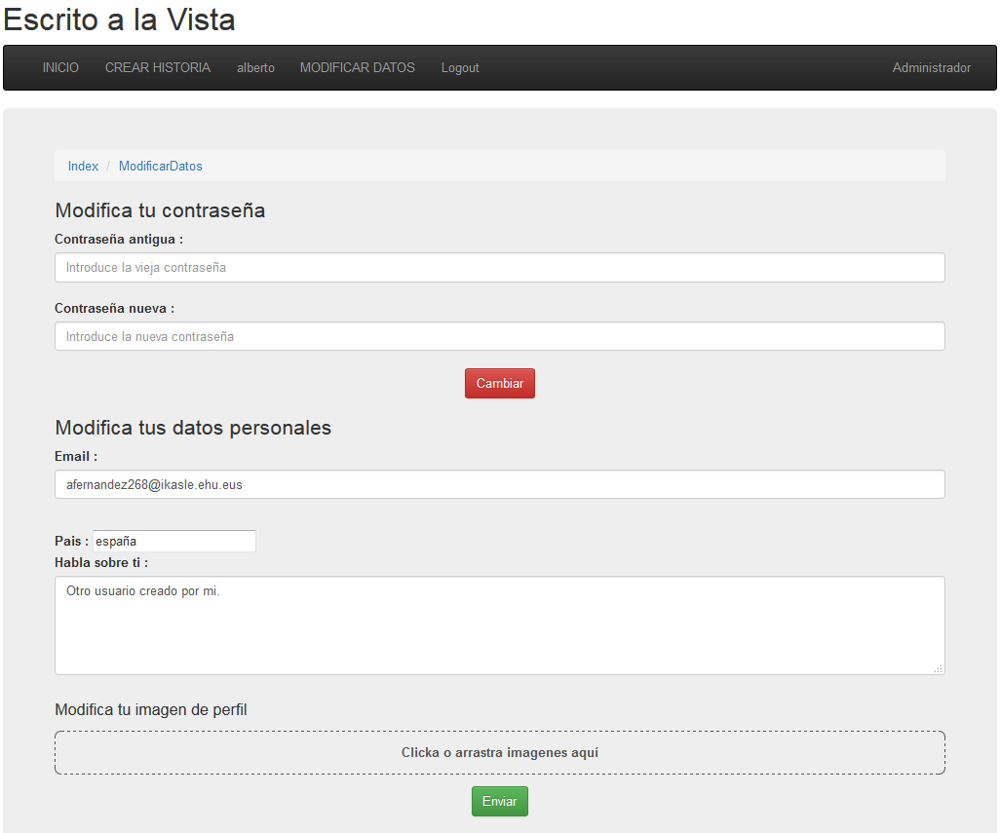 Escrito a la Vista
INICIO CREAR HISTORIA alberto MODIFICAR DATOS Logout Administrador
Index / ModificarDatos
Modifica tu contraseña
Contraseña antigua :
Introduce la vieja contraseña
Contraseña nueva :
Introduce la nueva contraseña
Cambiar
Modifica tus datos personales
Email :
afernandez268@ikasle.ehu.eus
Pais : españa
Habla sobre ti :
Otro usuario creado por mi.
Modifica tu imagen de perfil
Clicka o arrastra imagenes aquí
Enviar